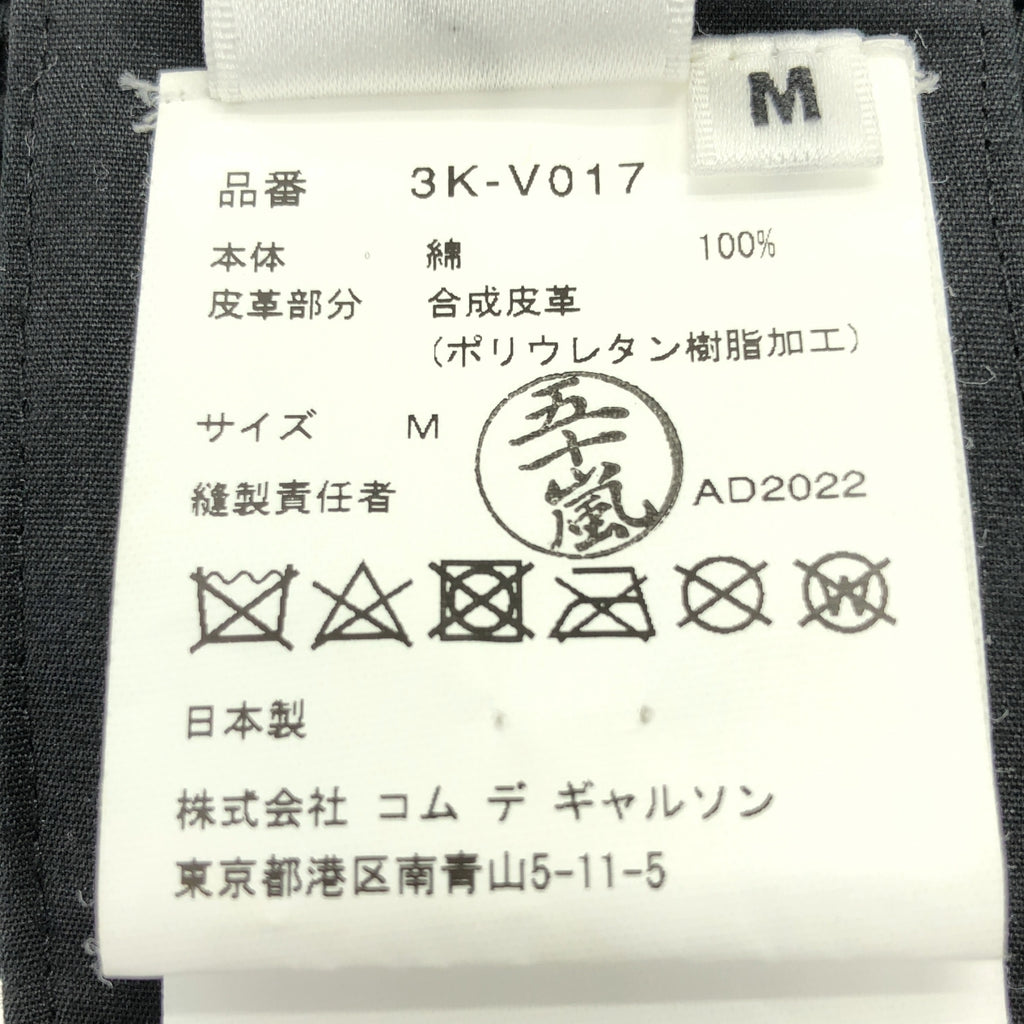 M
品番 3K-V017
本体 綿 100%
皮革部分 合成皮革
(ポリウレタン樹脂加工)
サイズ M
縫製責任者 五十嵐 AD2022
W
日本製
株式会社 コム デ ギャルソン
東京都港区南青山5-11-5